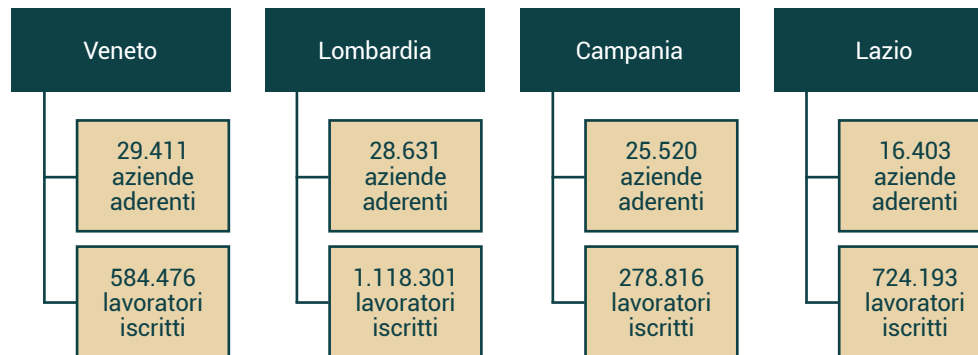 Veneto
29.411
aziende
aderenti
584.476
lavoratori
iscritti
Lombardia
28.631
aziende
aderenti
1.118.301
lavoratori
iscritti
Campania
25.520
aziende
aderenti
278.816
lavoratori
iscritti
Lazio
16.403
aziende
aderenti
724.193
lavoratori
iscritti